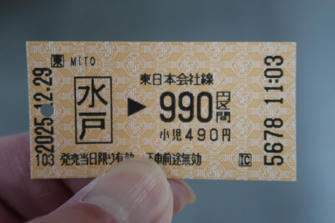 東 MITO
水戸
東日本会社線
▶ 990円区間
小児490円
2025.-12.29
11:03
5678
103 発売当日限り有効 下車前途無効
IC